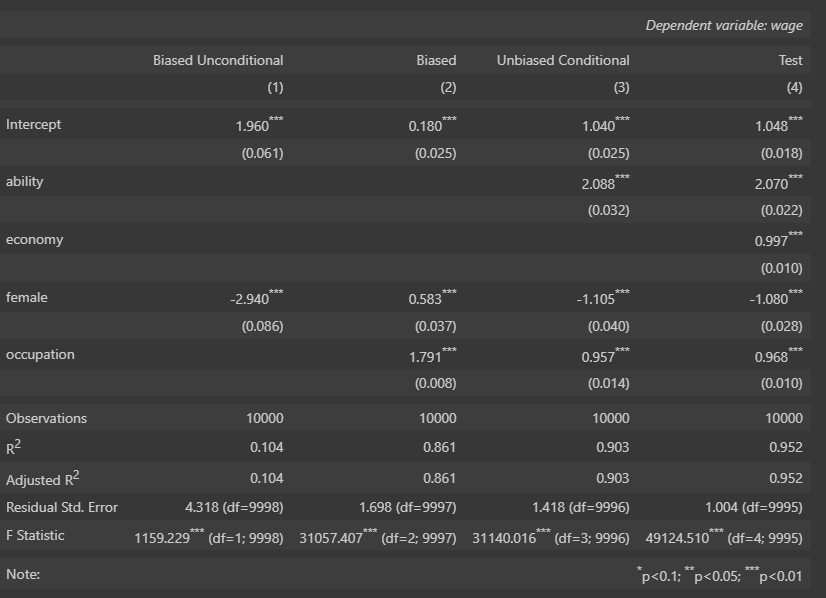 Dependent variable: wage
Biased Unconditional Biased Unbiased Conditional Test
(1) (2) (3) (4)
Intercept 1.960*** 0.180*** 1.040*** 1.048***
(0.061) (0.025) (0.025) (0.018)
ability 2.088*** 2.070***
(0.032) (0.022)
economy 0.997***
(0.010)
female -2.940*** 0.583*** -1.105*** -1.080***
(0.086) (0.037) (0.040) (0.028)
occupation 1.791*** 0.957*** 0.968***
(0.008) (0.014) (0.010)
Observations 10000 10000 10000 10000
R2 0.104 0.861 0.903 0.952
Adjusted R2 0.104 0.861 0.903 0.952
Residual Std. Error 4.318 (df=9998) 1.698 (df=9997) 1.418 (df=9996) 1.004 (df=9995)
F Statistic 1159.229*** (df=1; 9998) 31057.407*** (df=2; 9997) 31140.016*** (df=3; 9996) 49124.510*** (df=4; 9995)
Note: *p<0.1; **p<0.05; ***p<0.01